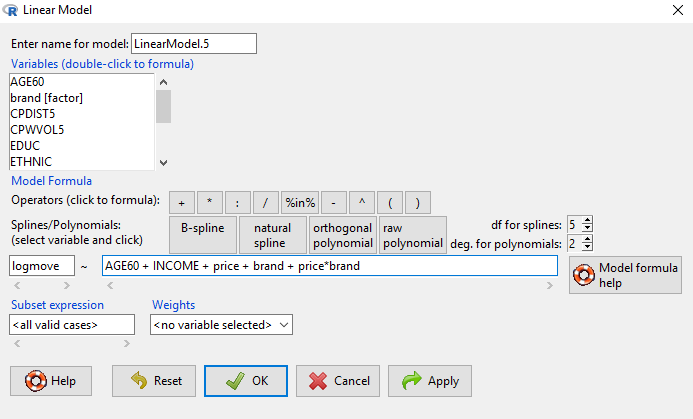 Linear Model
Enter name for model: LinearModel.5
Variables (double-click to formula)
AGE60
brand [factor]
CPDIST5
CPWVOL5
EDUC
ETHNIC
Model Formula
Operators (click to formula): + * : / %in% - ^ ( )
Splines/Polynomials:
(select variable and click)
B-spline
natural
spline
orthogonal
polynomial
raw
polynomial
df for splines: 5
deg. for polynomials: 2
logmove ~ AGE60 + INCOME + price + brand + price*brand
Model formula
help
Subset expression Weights
<all valid cases> <no variable selected>
Help Reset OK Cancel Apply